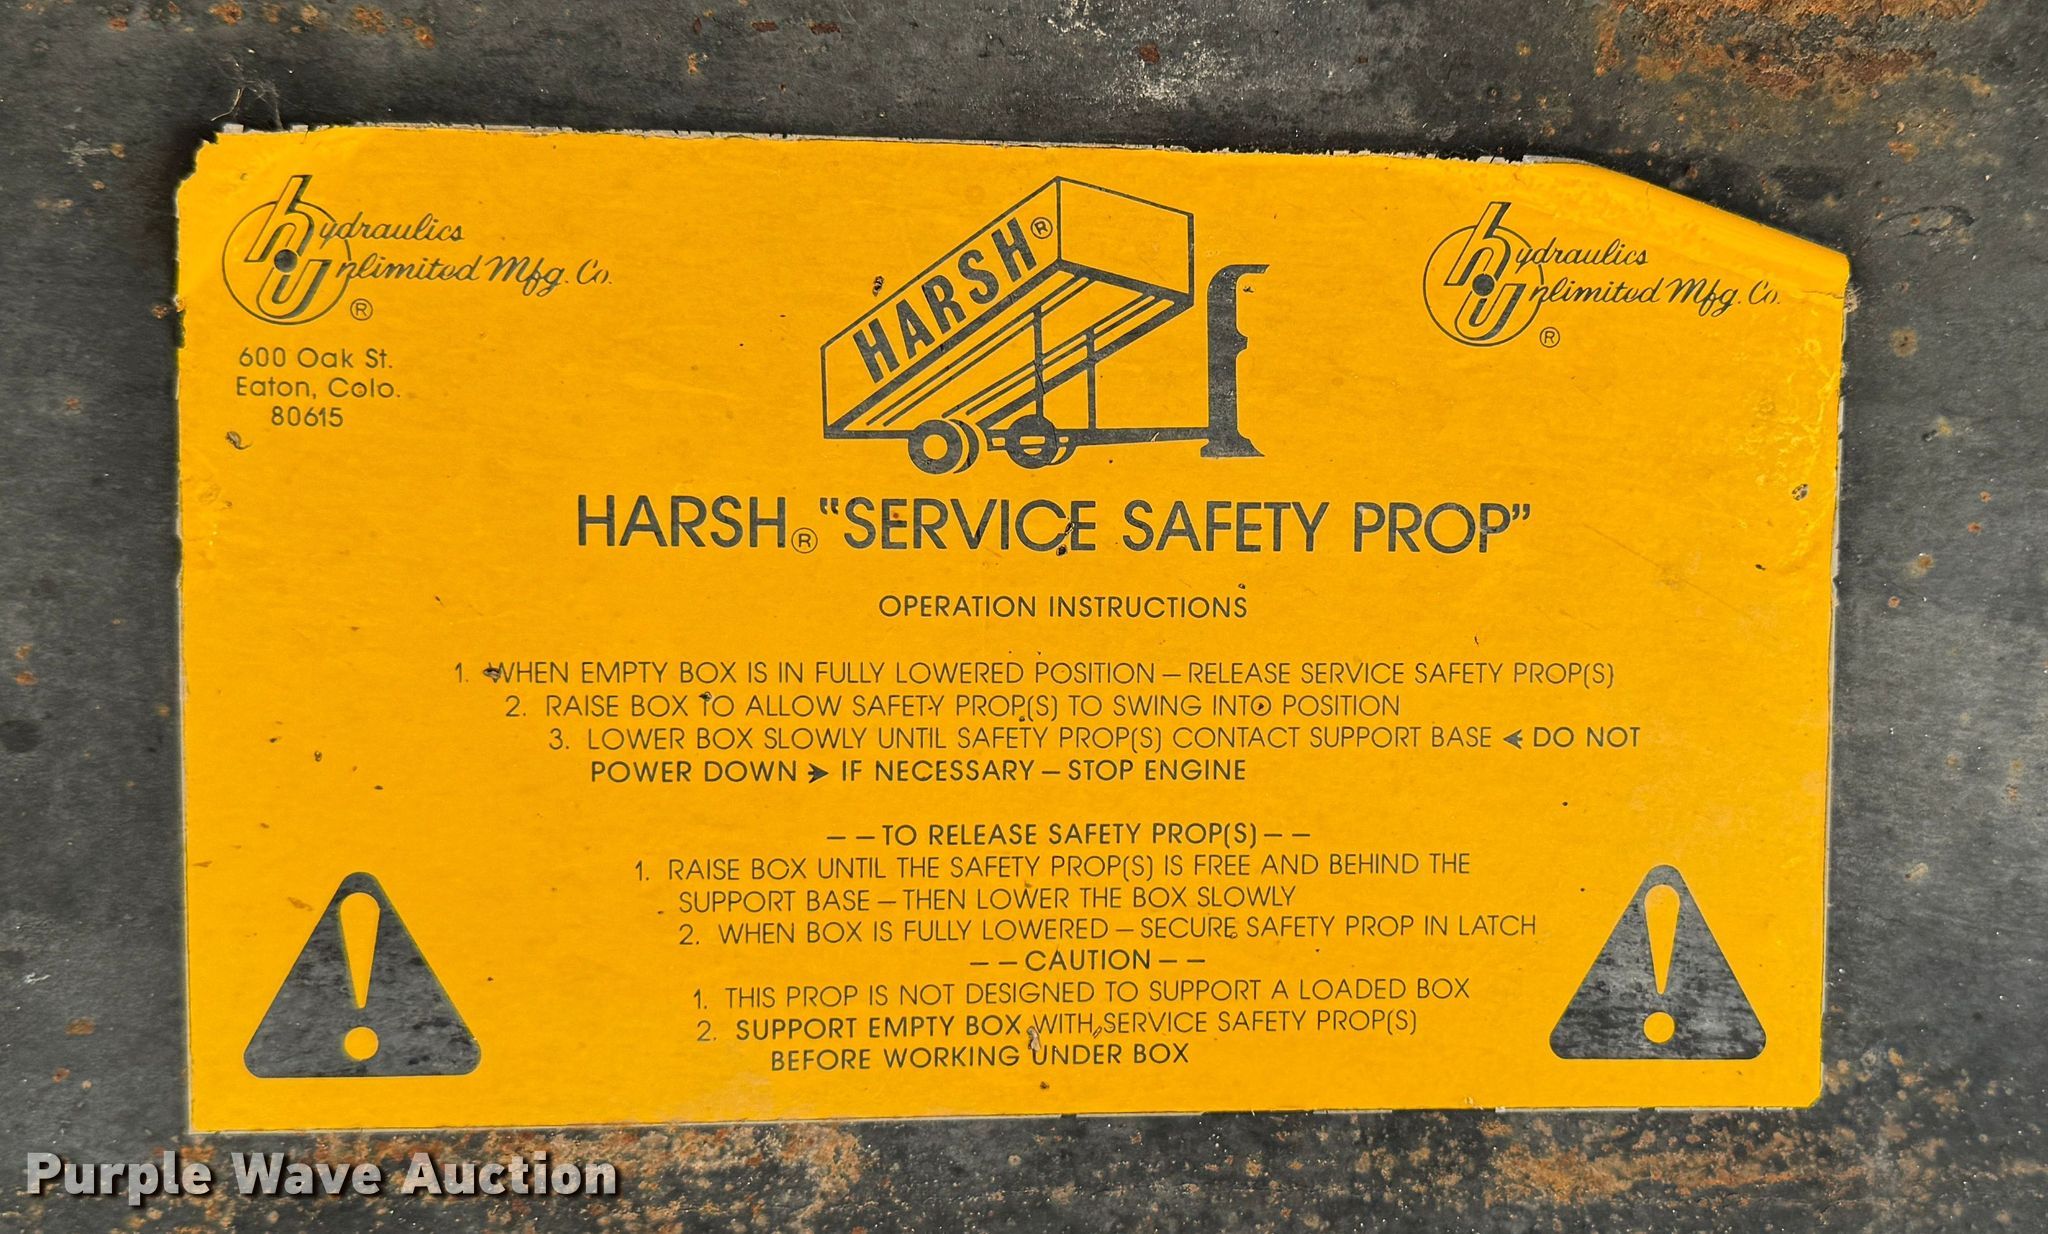 hydraulics
Unlimited Mfg. Co.
®
600 Oak St.
Eaton, Colo.
80615
HARSH®
hydraulics
Unlimited Mfg. Co.
®
HARSH® "SERVICE SAFETY PROP"
OPERATION INSTRUCTIONS
1. WHEN EMPTY BOX IS IN FULLY LOWERED POSITION — RELEASE SERVICE SAFETY PROP(S)
2. RAISE BOX TO ALLOW SAFETY PROP(S) TO SWING INTO POSITION
3. LOWER BOX SLOWLY UNTIL SAFETY PROP(S) CONTACT SUPPORT BASE ➤ DO NOT
POWER DOWN ➤ IF NECESSARY — STOP ENGINE
— — TO RELEASE SAFETY PROP(S) — —
1. RAISE BOX UNTIL THE SAFETY PROP(S) IS FREE AND BEHIND THE
SUPPORT BASE — THEN LOWER THE BOX SLOWLY
2. WHEN BOX IS FULLY LOWERED — SECURE SAFETY PROP IN LATCH
— — CAUTION — —
1. THIS PROP IS NOT DESIGNED TO SUPPORT A LOADED BOX
2. SUPPORT EMPTY BOX WITH SERVICE SAFETY PROP(S)
BEFORE WORKING UNDER BOX
Purple Wave Auction